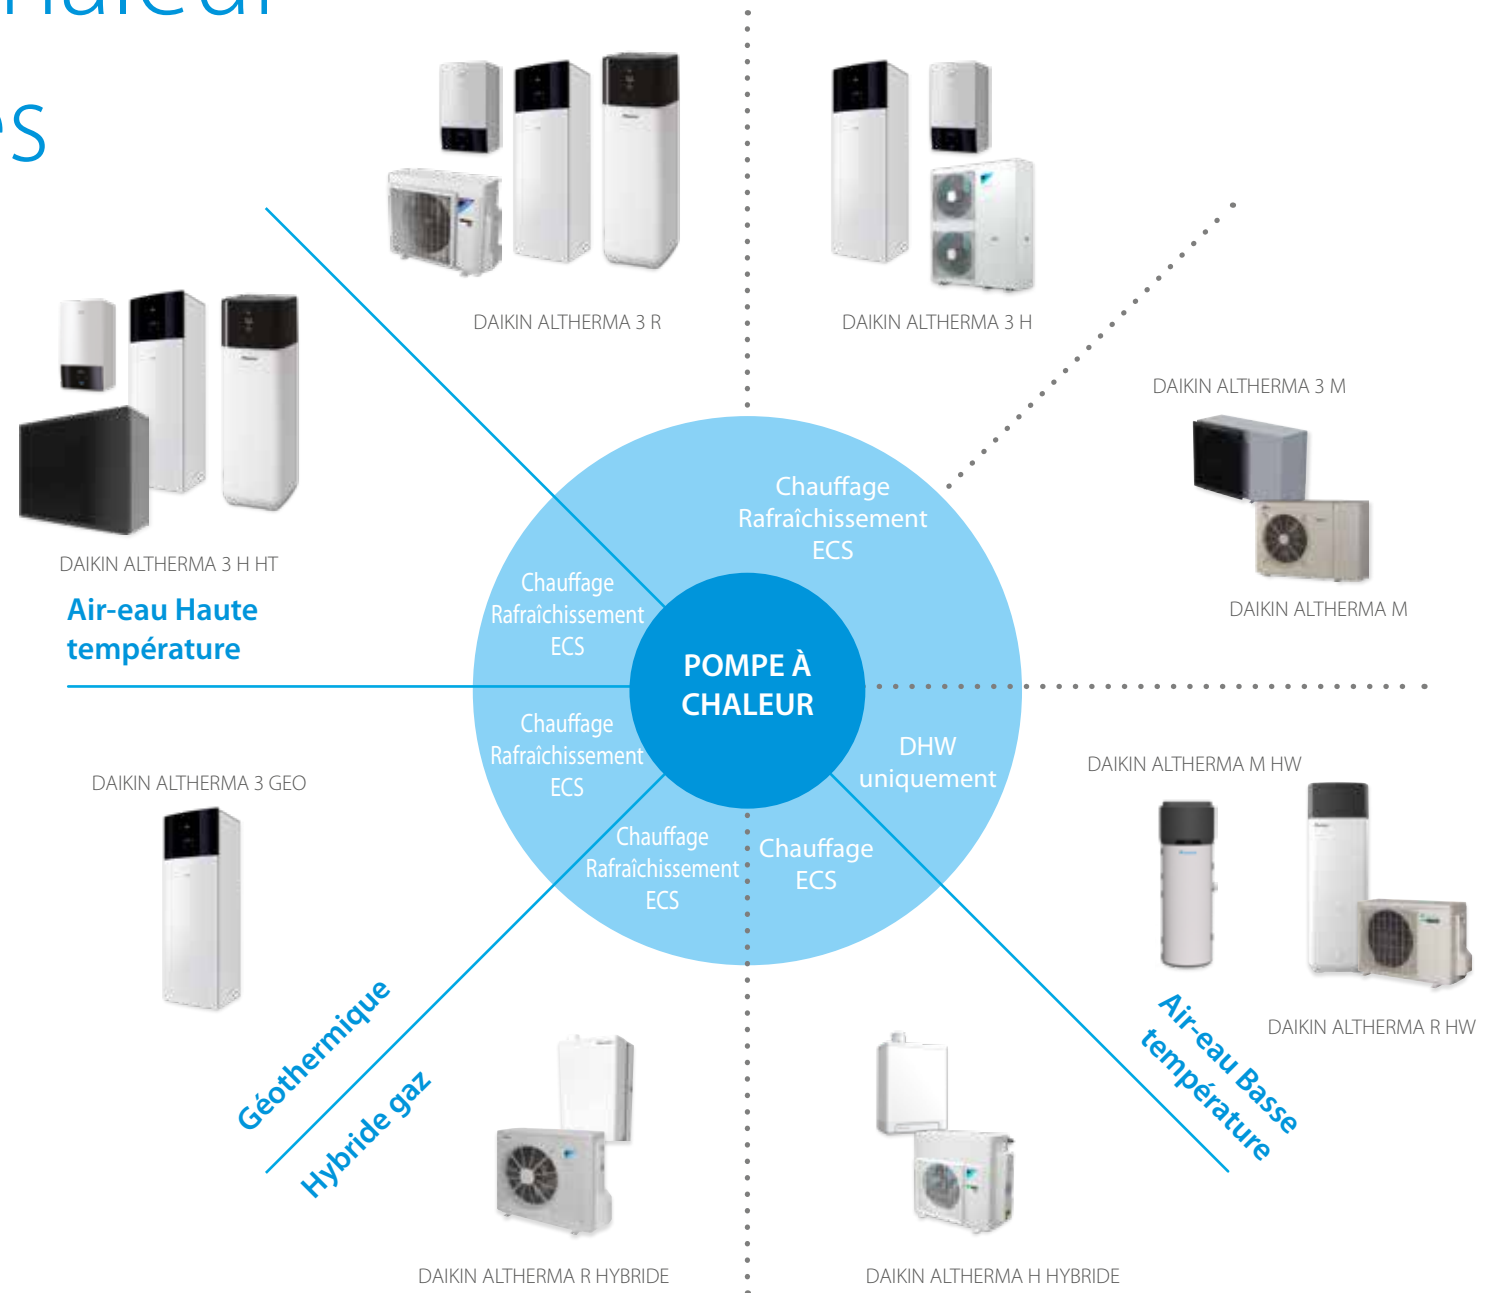 haleur
es
DAIKIN ALTHERMA 3 R
DAIKIN ALTHERMA 3 H
DAIKIN ALTHERMA 3 M
DAIKIN ALTHERMA M
DAIKIN ALTHERMA 3 H HT
Air-eau Haute
température
Chauffage
Rafraîchissement
ECS
Chauffage
Rafraîchissement
ECS
POMPE À
CHALEUR
Chauffage
Rafraîchissement
ECS
DHW
uniquement
Chauffage
Rafraîchissement
ECS
Chauffage
ECS
DAIKIN ALTHERMA 3 GEO
DAIKIN ALTHERMA M HW
DAIKIN ALTHERMA R HW
Géothermique
Hybride gaz
Air-eau Basse
température
DAIKIN ALTHERMA R HYBRIDE
DAIKIN ALTHERMA H HYBRIDE